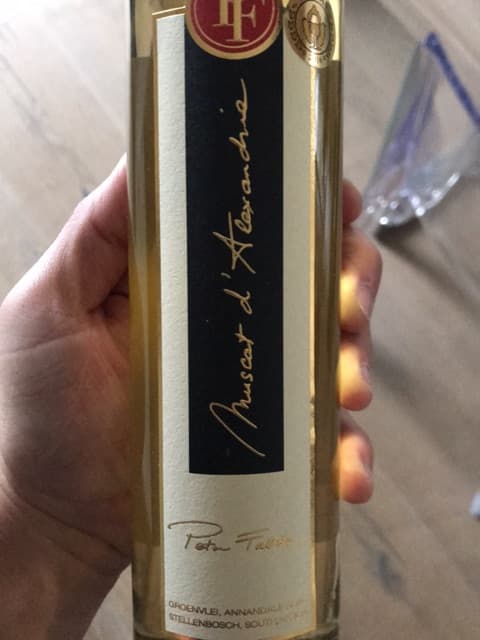 Muscat d'Alexandrie
Peter
GROENVLEI, ANNANDALE
STELLENBOSCH, SOUTH